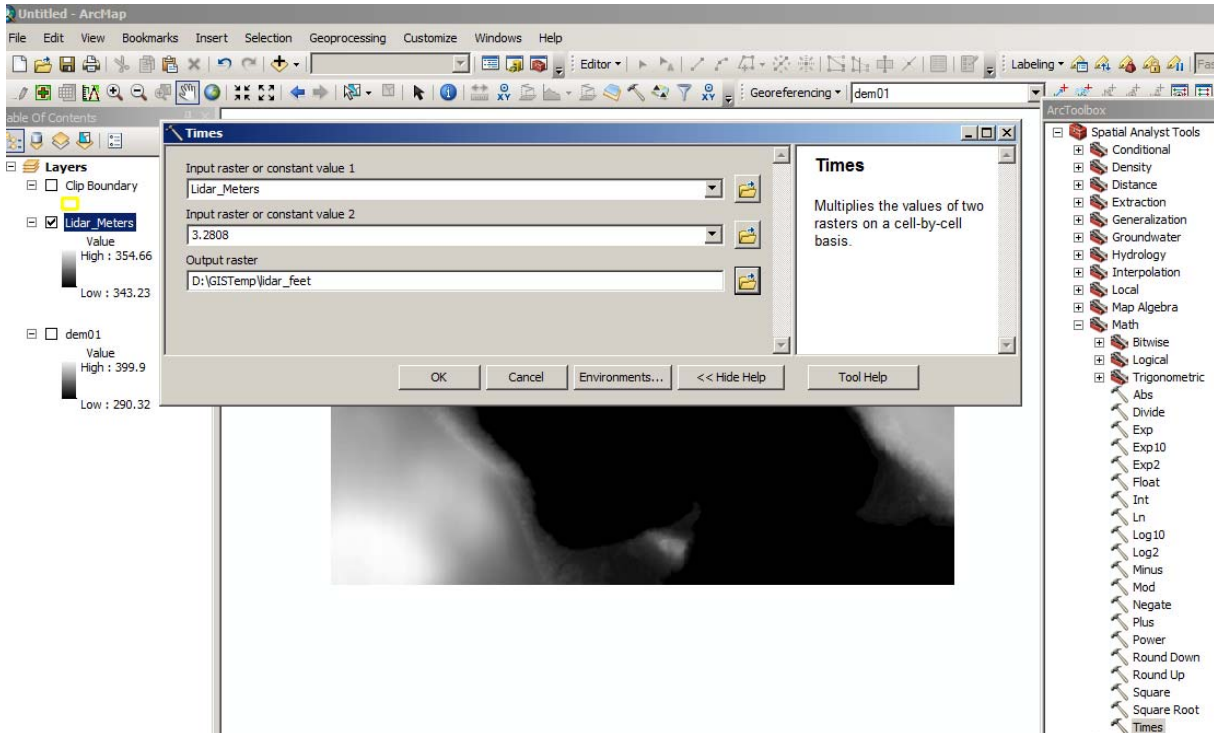 Untitled - ArcMap
File Edit View Bookmarks Insert Selection Geoprocessing Customize Windows Help
Editor
Labeling
Georeferencing
dem01
able Of Contents
Layers
Clip Boundary
Lidar_Meters
Value
High : 354.66
Low : 343.23
dem01
Value
High : 399.9
Low : 290.32
Times
Input raster or constant value 1
Lidar_Meters
Input raster or constant value 2
3.2808
Output raster
D:\GISTemp\lidar_feet
OK Cancel Environments... << Hide Help Tool Help
Times
Multiplies the values of two
rasters on a cell-by-cell
basis.
ArcToolbox
Spatial Analyst Tools
Conditional
Density
Distance
Extraction
Generalization
Groundwater
Hydrology
Interpolation
Local
Map Algebra
Math
Bitwise
Logical
Trigonometric
Abs
Divide
Exp
Exp10
Exp2
Float
Int
Ln
Log10
Log2
Minus
Mod
Negate
Plus
Power
Round Down
Round Up
Square
Square Root
Times